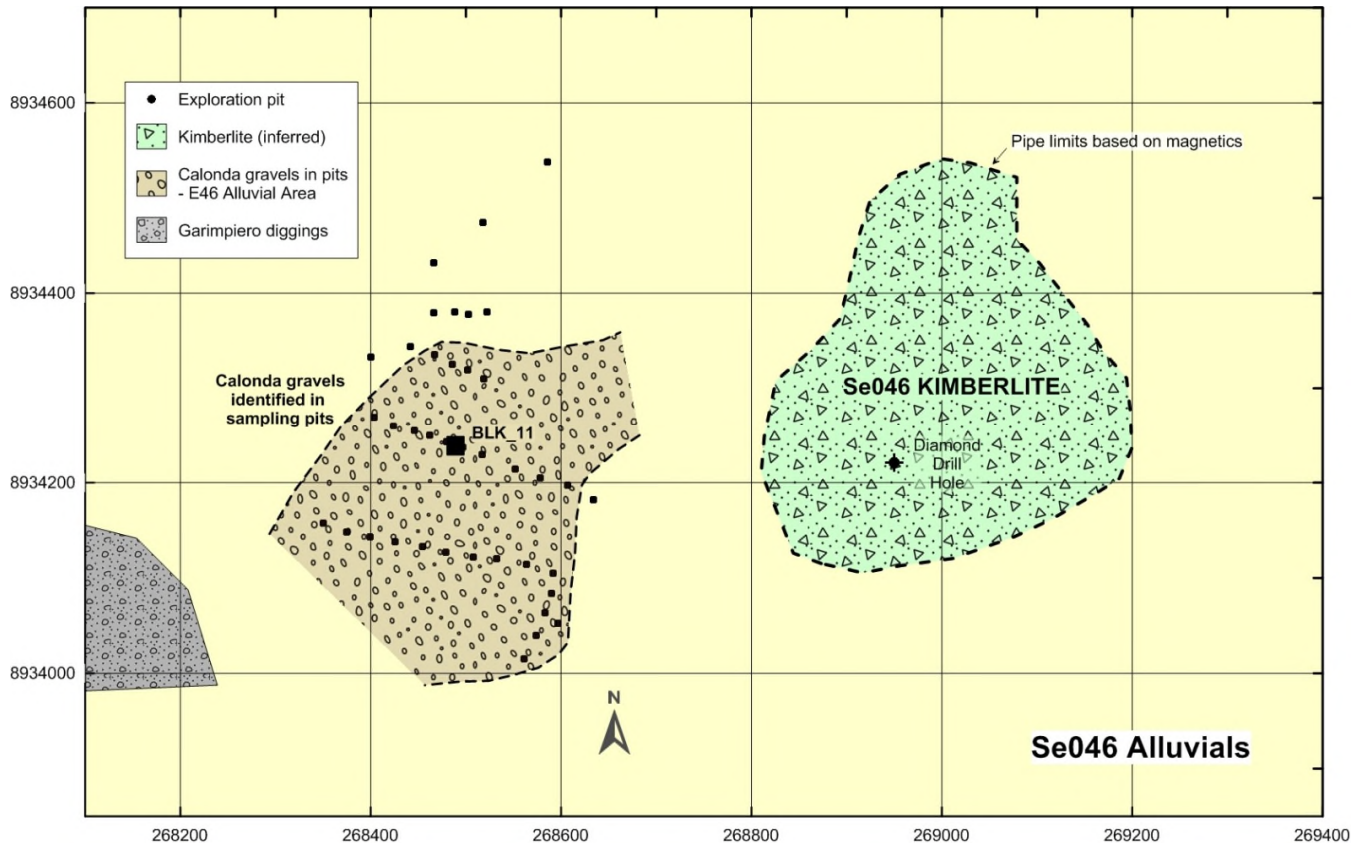 8934600
8934400
8934200
8934000
Exploration pit
Kimberlite (inferred)
Calonda gravels in pits
- E46 Alluvial Area
Garimpiero diggings
Pipe limits based on magnetics
Calonda gravels
identified in
sampling pits
BLK_11
Se046 KIMBERLITE
Diamond
Drill
Hole
N
Se046 Alluvials
268200
268400
268600
268800
269000
269200
269400